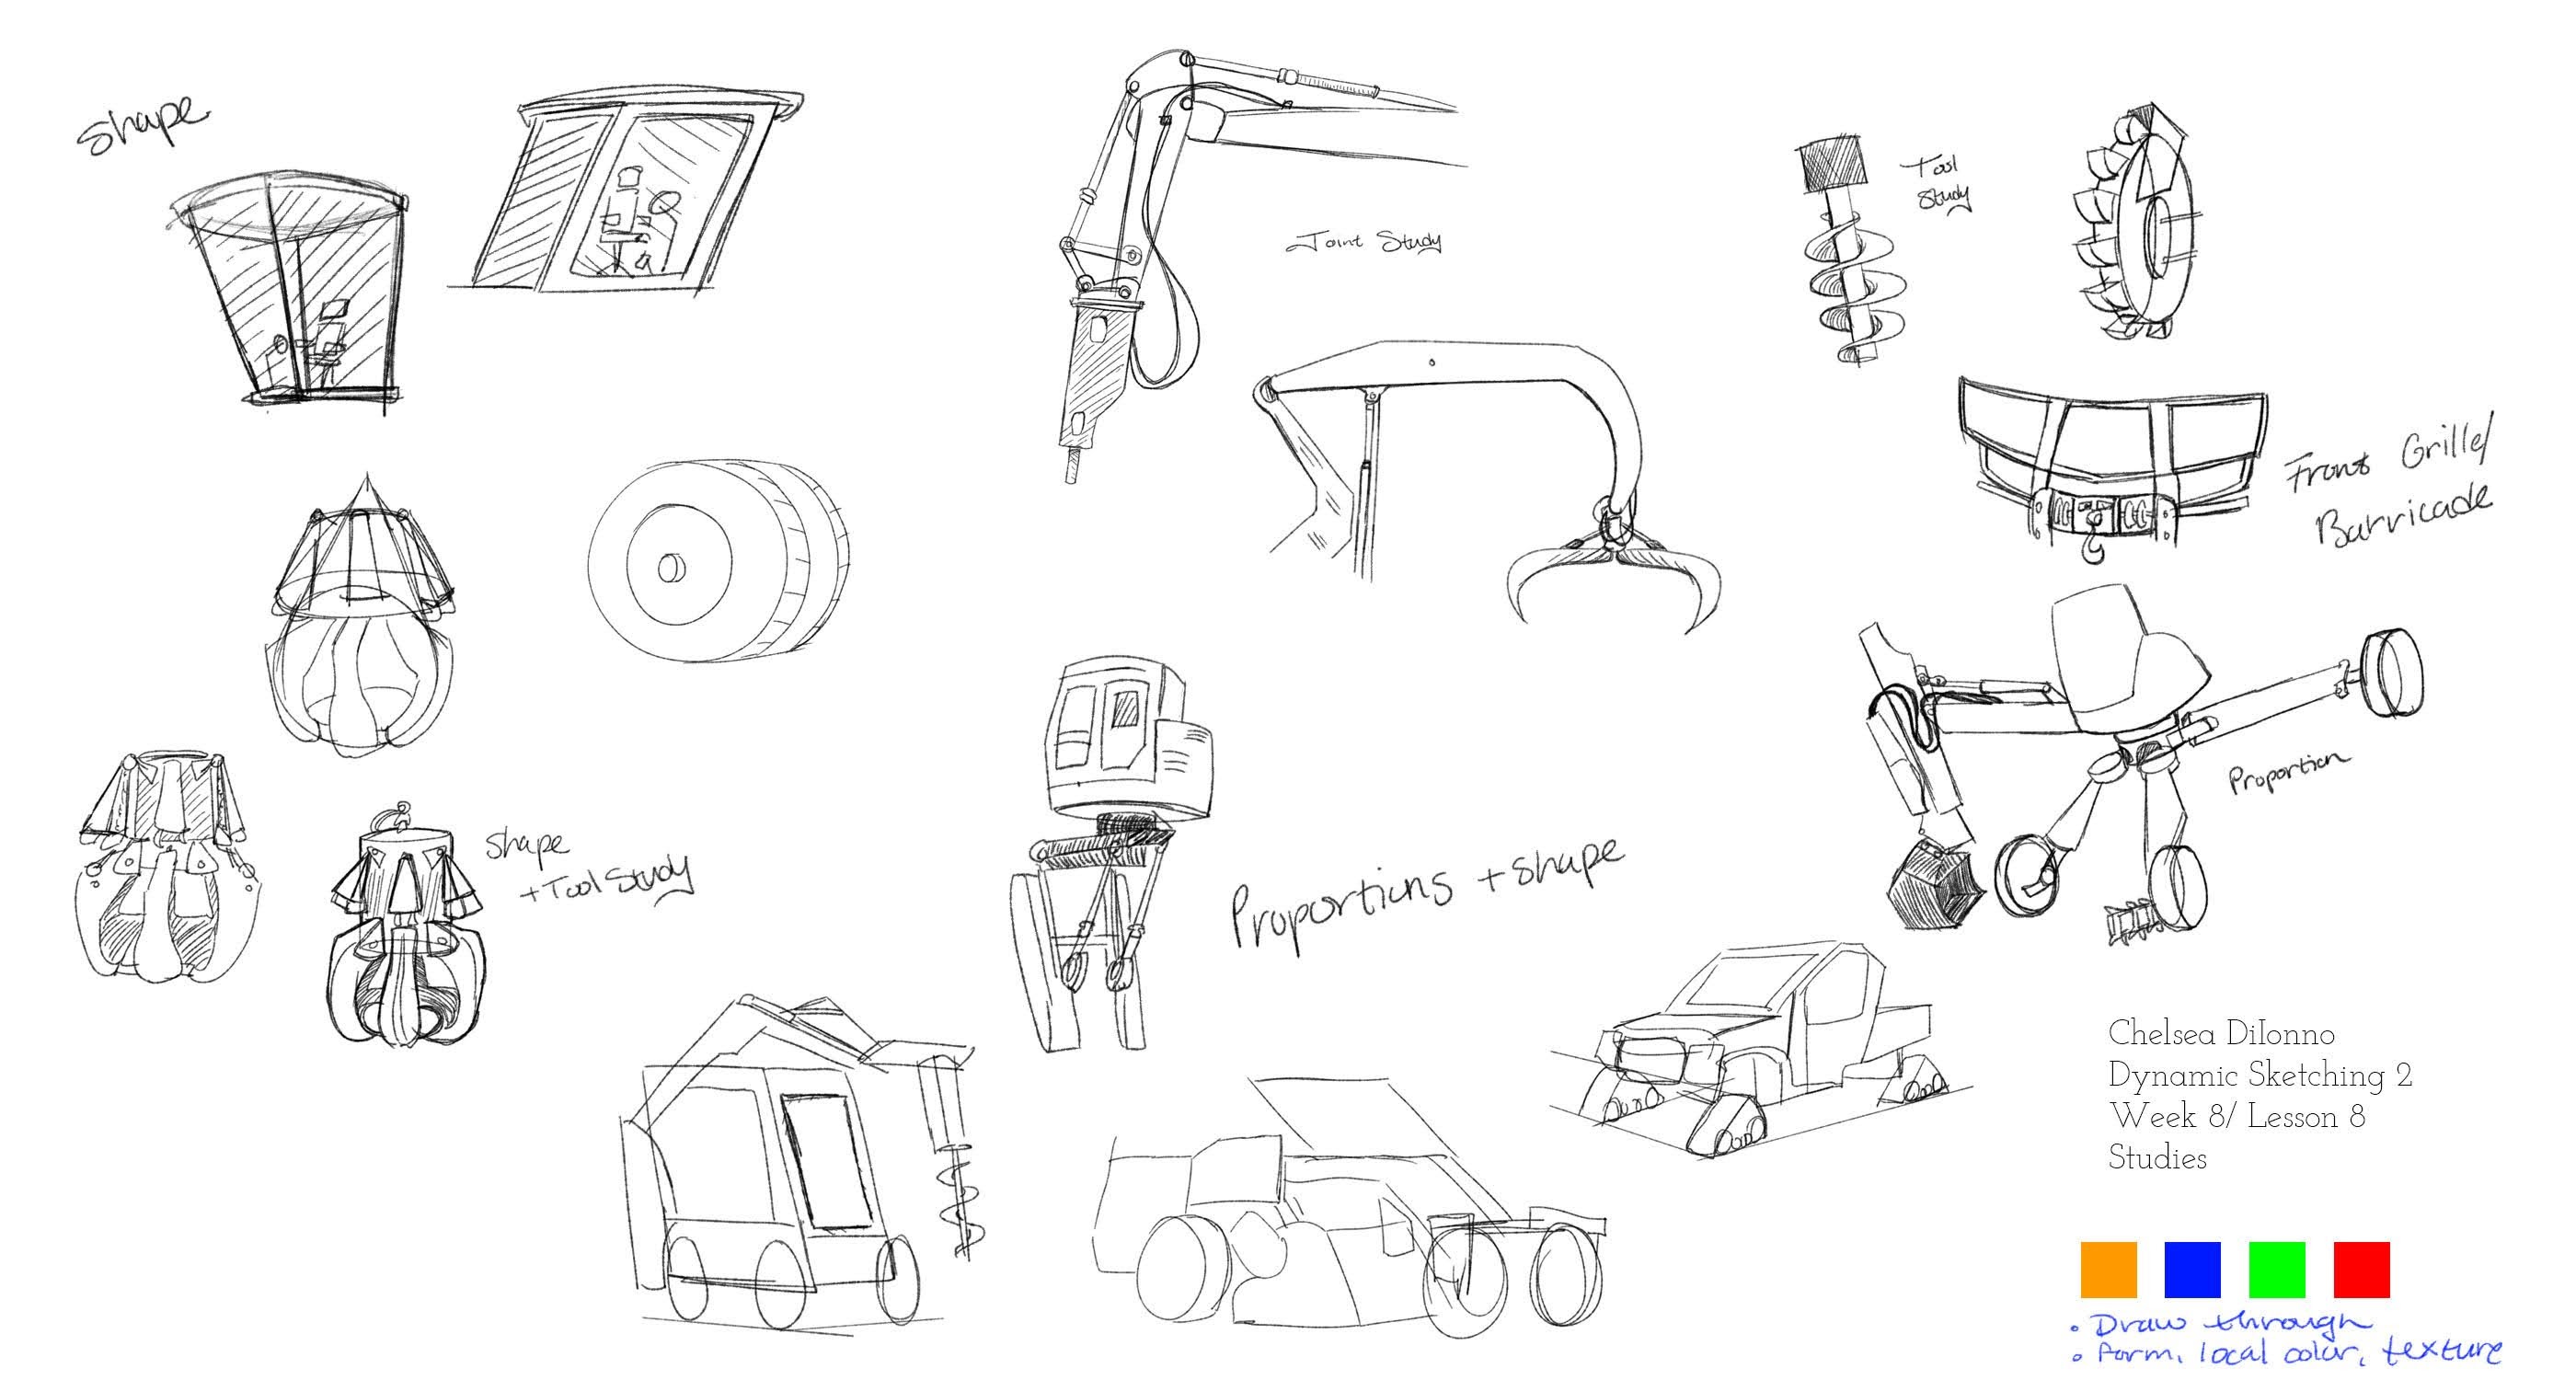 Shape
Joint Study
Tool
Study
Front Grille/
Barricade
Shape
+ Tool Study
Proportions + shape
Proportion
Chelsea DiIonno
Dynamic Sketching 2
Week 8/ Lesson 8
Studies
• Draw through
• form, local color, texture